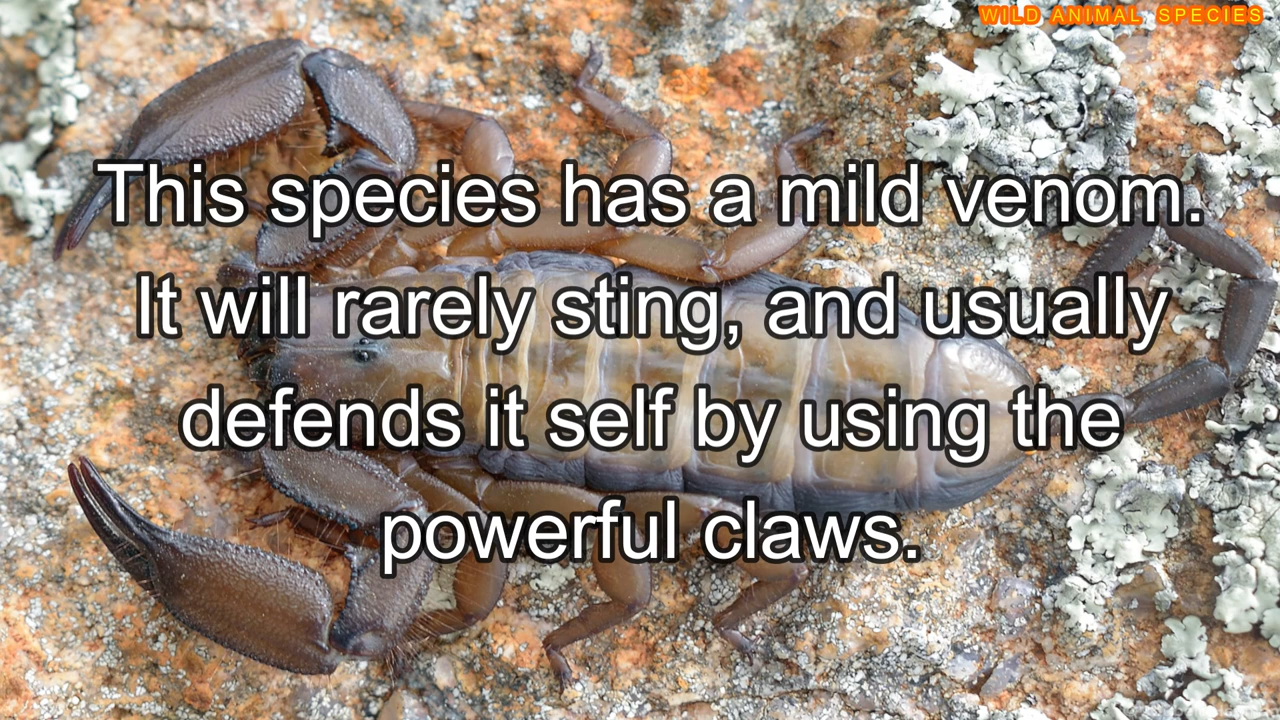 WILD ANIMAL SPECIES
This species has a mild venom.
It will rarely sting, and usually
defends it self by using the
powerful claws.